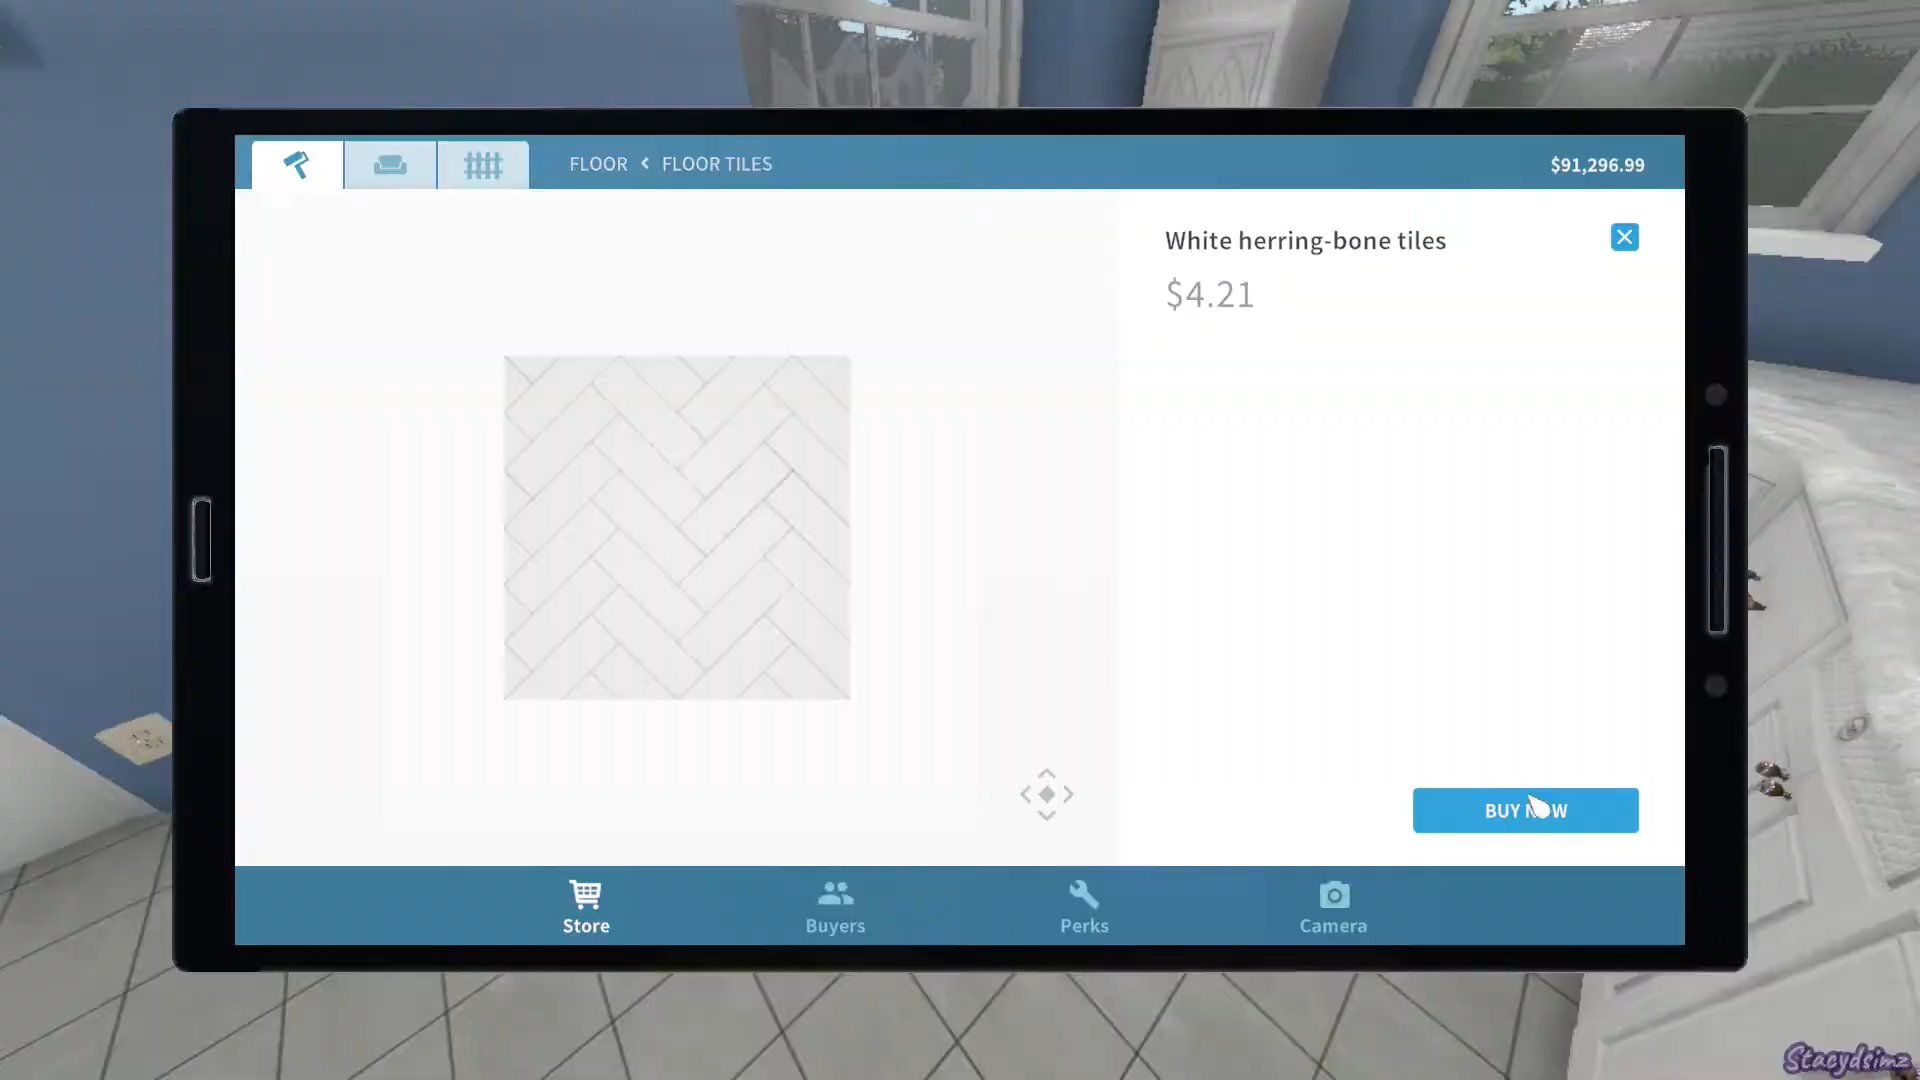 FLOOR < FLOOR TILES
$91,296.99
White herring-bone tiles
$4.21
BUY NOW
Store
Buyers
Perks
Camera
Stacydsimz